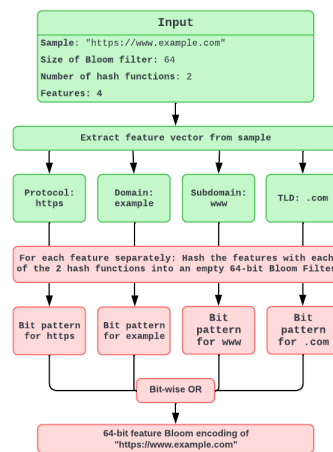 Input
Sample: "https://www.example.com"
Size of Bloom filter: 64
Number of hash functions: 2
Features: 4
Extract feature vector from sample
Protocol:
https
Domain:
example
Subdomain:
www
TLD: .com
For each feature separately: Hash the features with each
of the 2 hash functions into an empty 64-bit Bloom Filter
Bit pattern
for https
Bit pattern
for example
Bit
pattern
for www
Bit
pattern
for .com
Bit-wise OR
64-bit feature Bloom encoding of
"https://www.example.com"